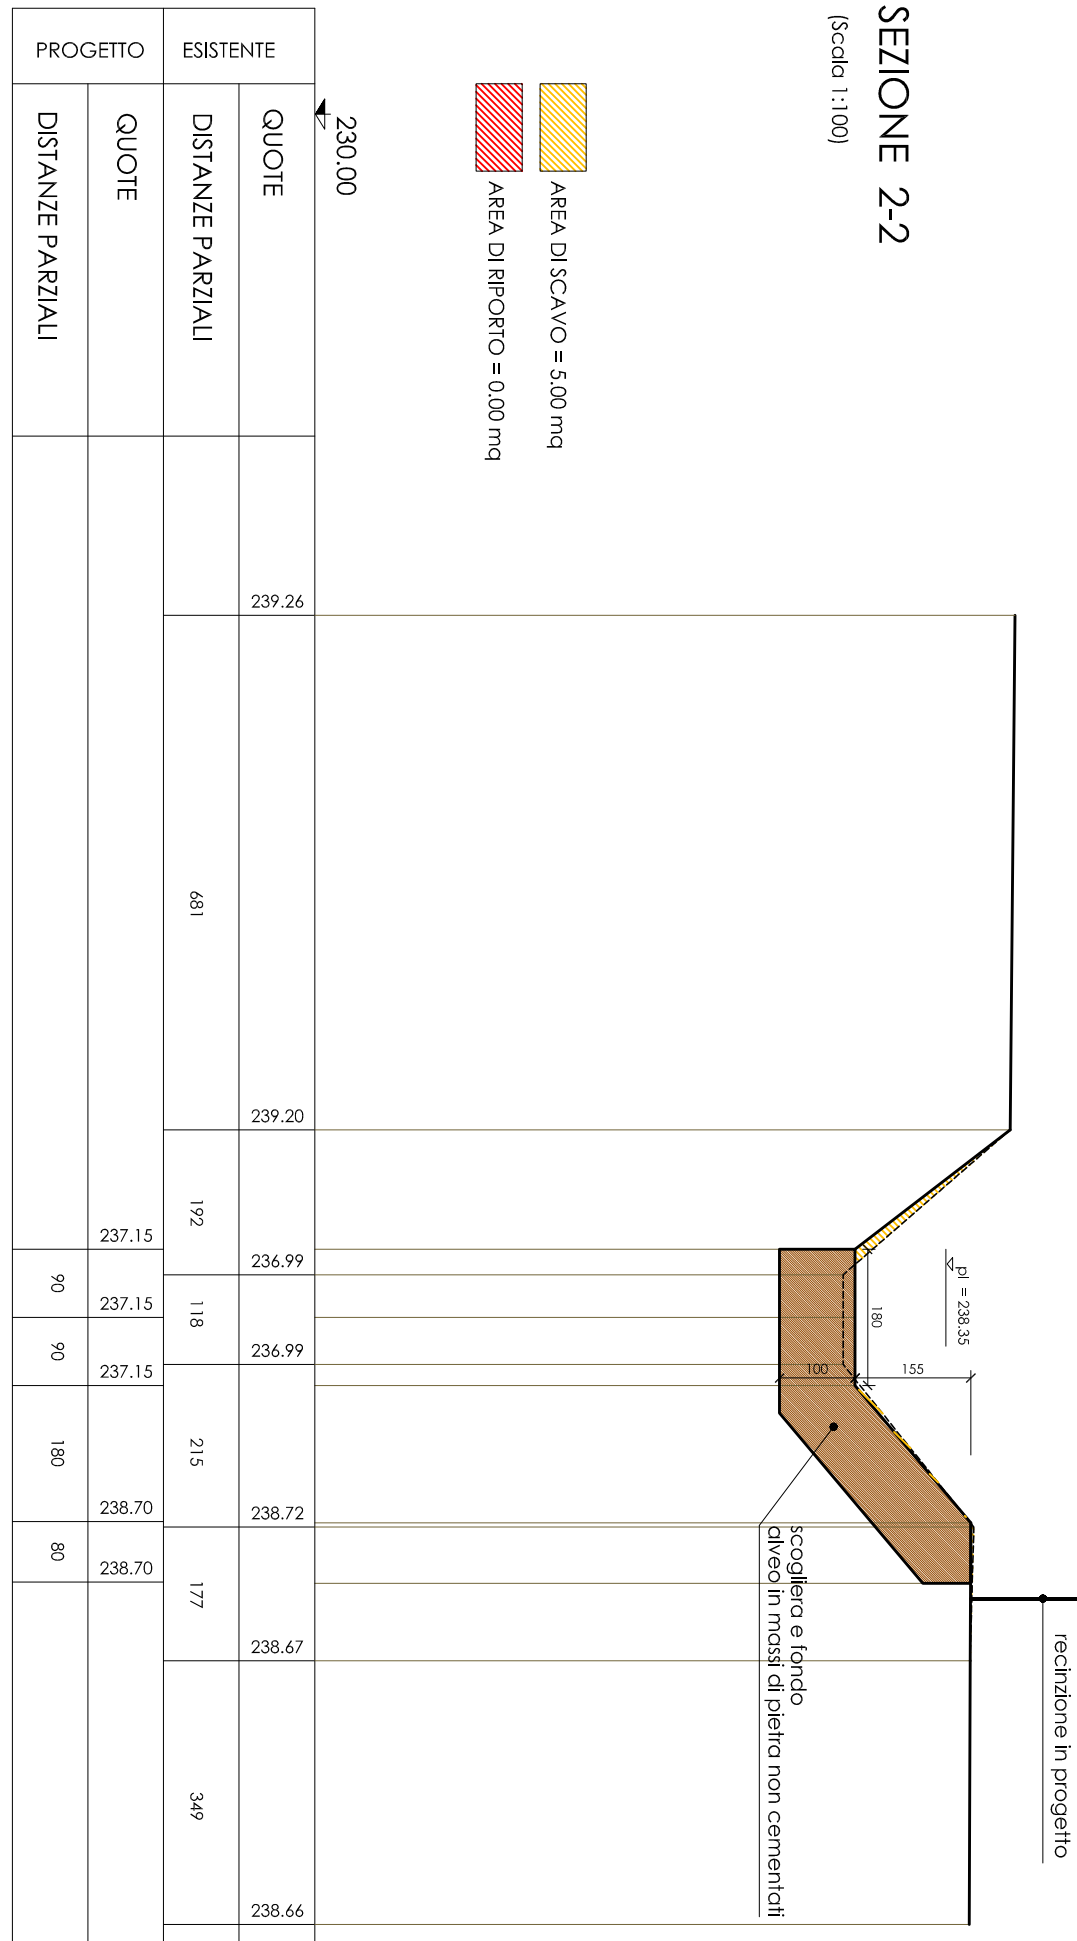 SEZIONE 2-2
(Scala 1:100)
recinzione in progetto
pl = 238.35
180
155
100
scogliera e fondo
alveo in massi di pietra non cementati
AREA DI SCAVO = 5.00 mq
AREA DI RIPORTO = 0.00 mq
230.00
ESISTENTE
QUOTE
239.26
239.20
236.99
236.99
238.72
238.67
238.66
DISTANZE PARZIALI
681
192
118
215
177
349
PROGETTO
QUOTE
237.15
237.15
237.15
238.70
238.70
DISTANZE PARZIALI
90
90
180
80